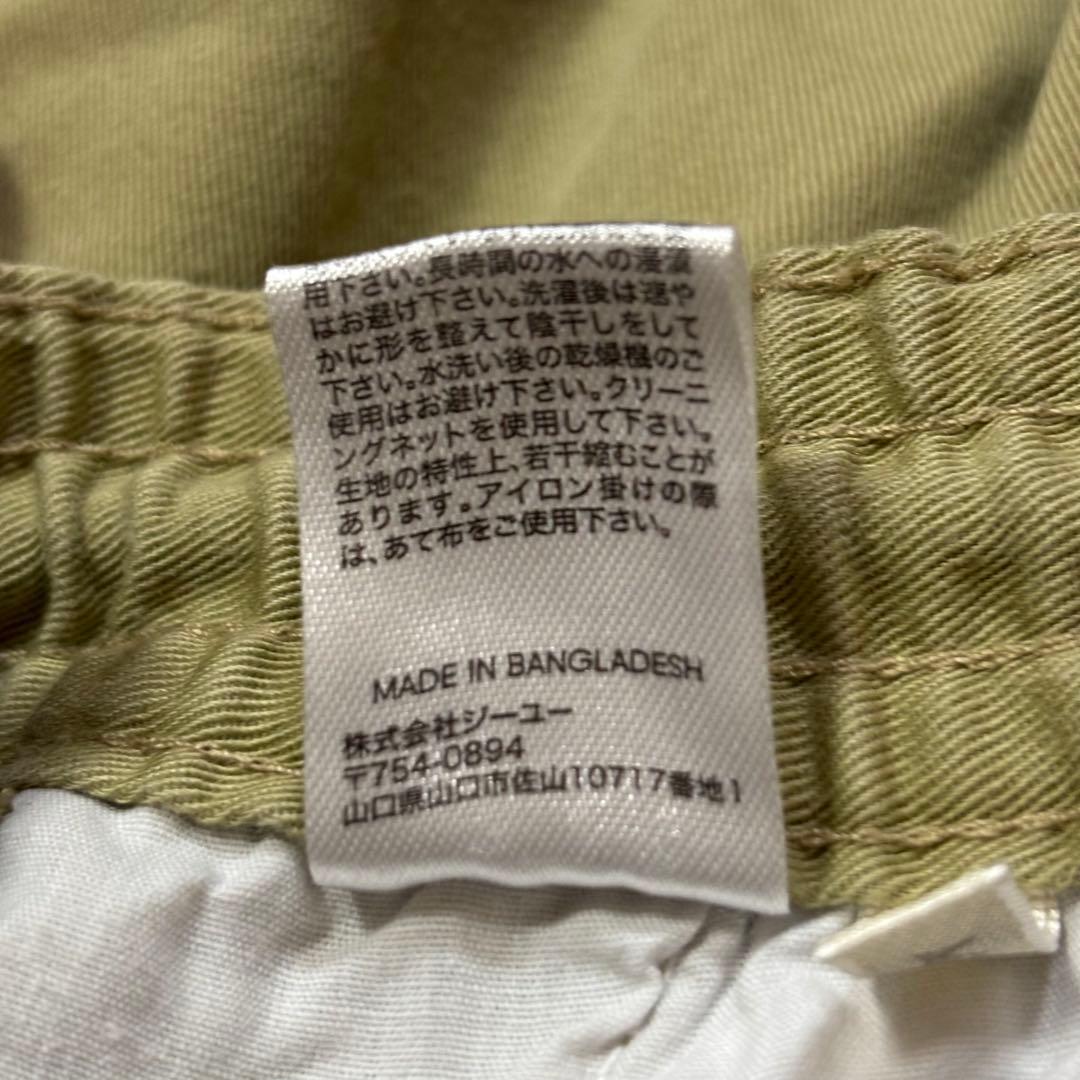 用下さい。長時間の水への浸漬
はお避け下さい。洗濯後は速や
かに形を整えて陰干しをして
下さい。水洗い後の乾燥機のご
使用はお避け下さい。クリーニ
ングネットを使用して下さい。
生地の特性上、若干縮むことが
あります。アイロン掛けの際
は、あて布をご使用下さい。
MADE IN BANGLADESH
株式会社ジーユー
〒754-0894
山口県山口市佐山10717番地1